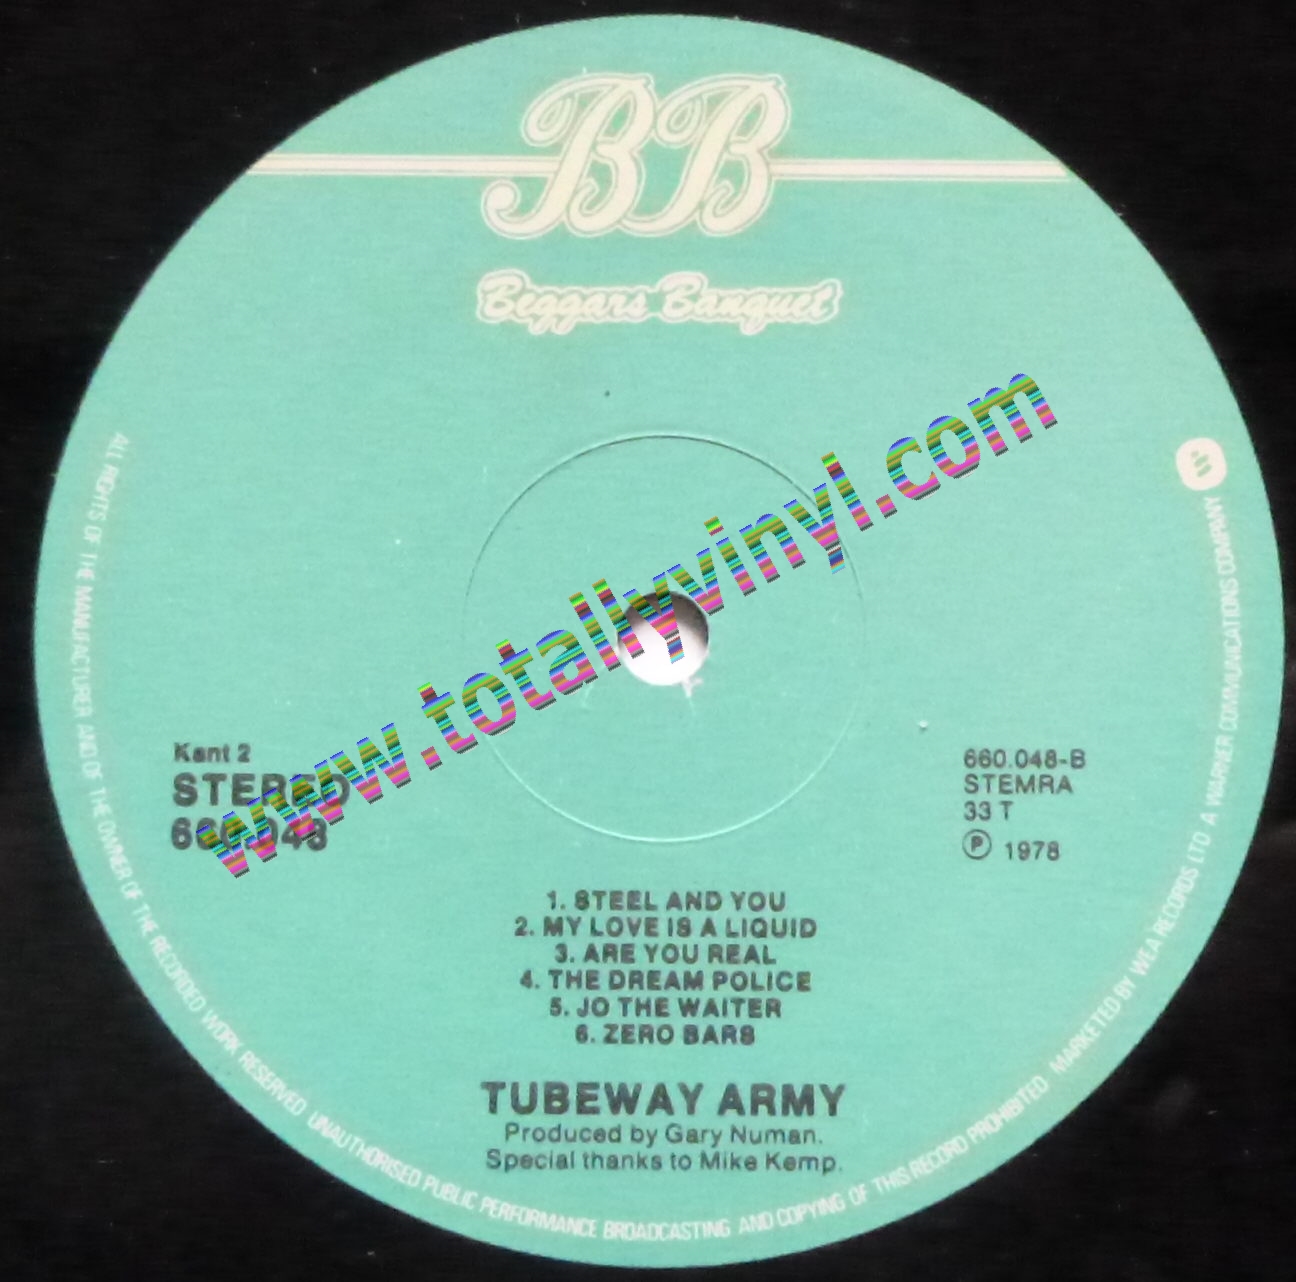 BB
Beggars Banquet
www.totallyvinyl.com
Kant 2
STEREO
660.048
660.048-B
STEMRA
33 T
Ⓟ 1978
1. STEEL AND YOU
2. MY LOVE IS A LIQUID
3. ARE YOU REAL
4. THE DREAM POLICE
5. JO THE WAITER
6. ZERO BARS
TUBEWAY ARMY
Produced by Gary Numan.
Special thanks to Mike Kemp.
ALL RIGHTS OF THE MANUFACTURER AND OF THE OWNER OF THE RECORDED WORK RESERVED UNAUTHORISED PUBLIC PERFORMANCE BROADCASTING AND COPYING OF THIS RECORD PROHIBITED MARKETED BY WEA RECORDS LTD A WARNER COMMUNICATIONS COMPANY